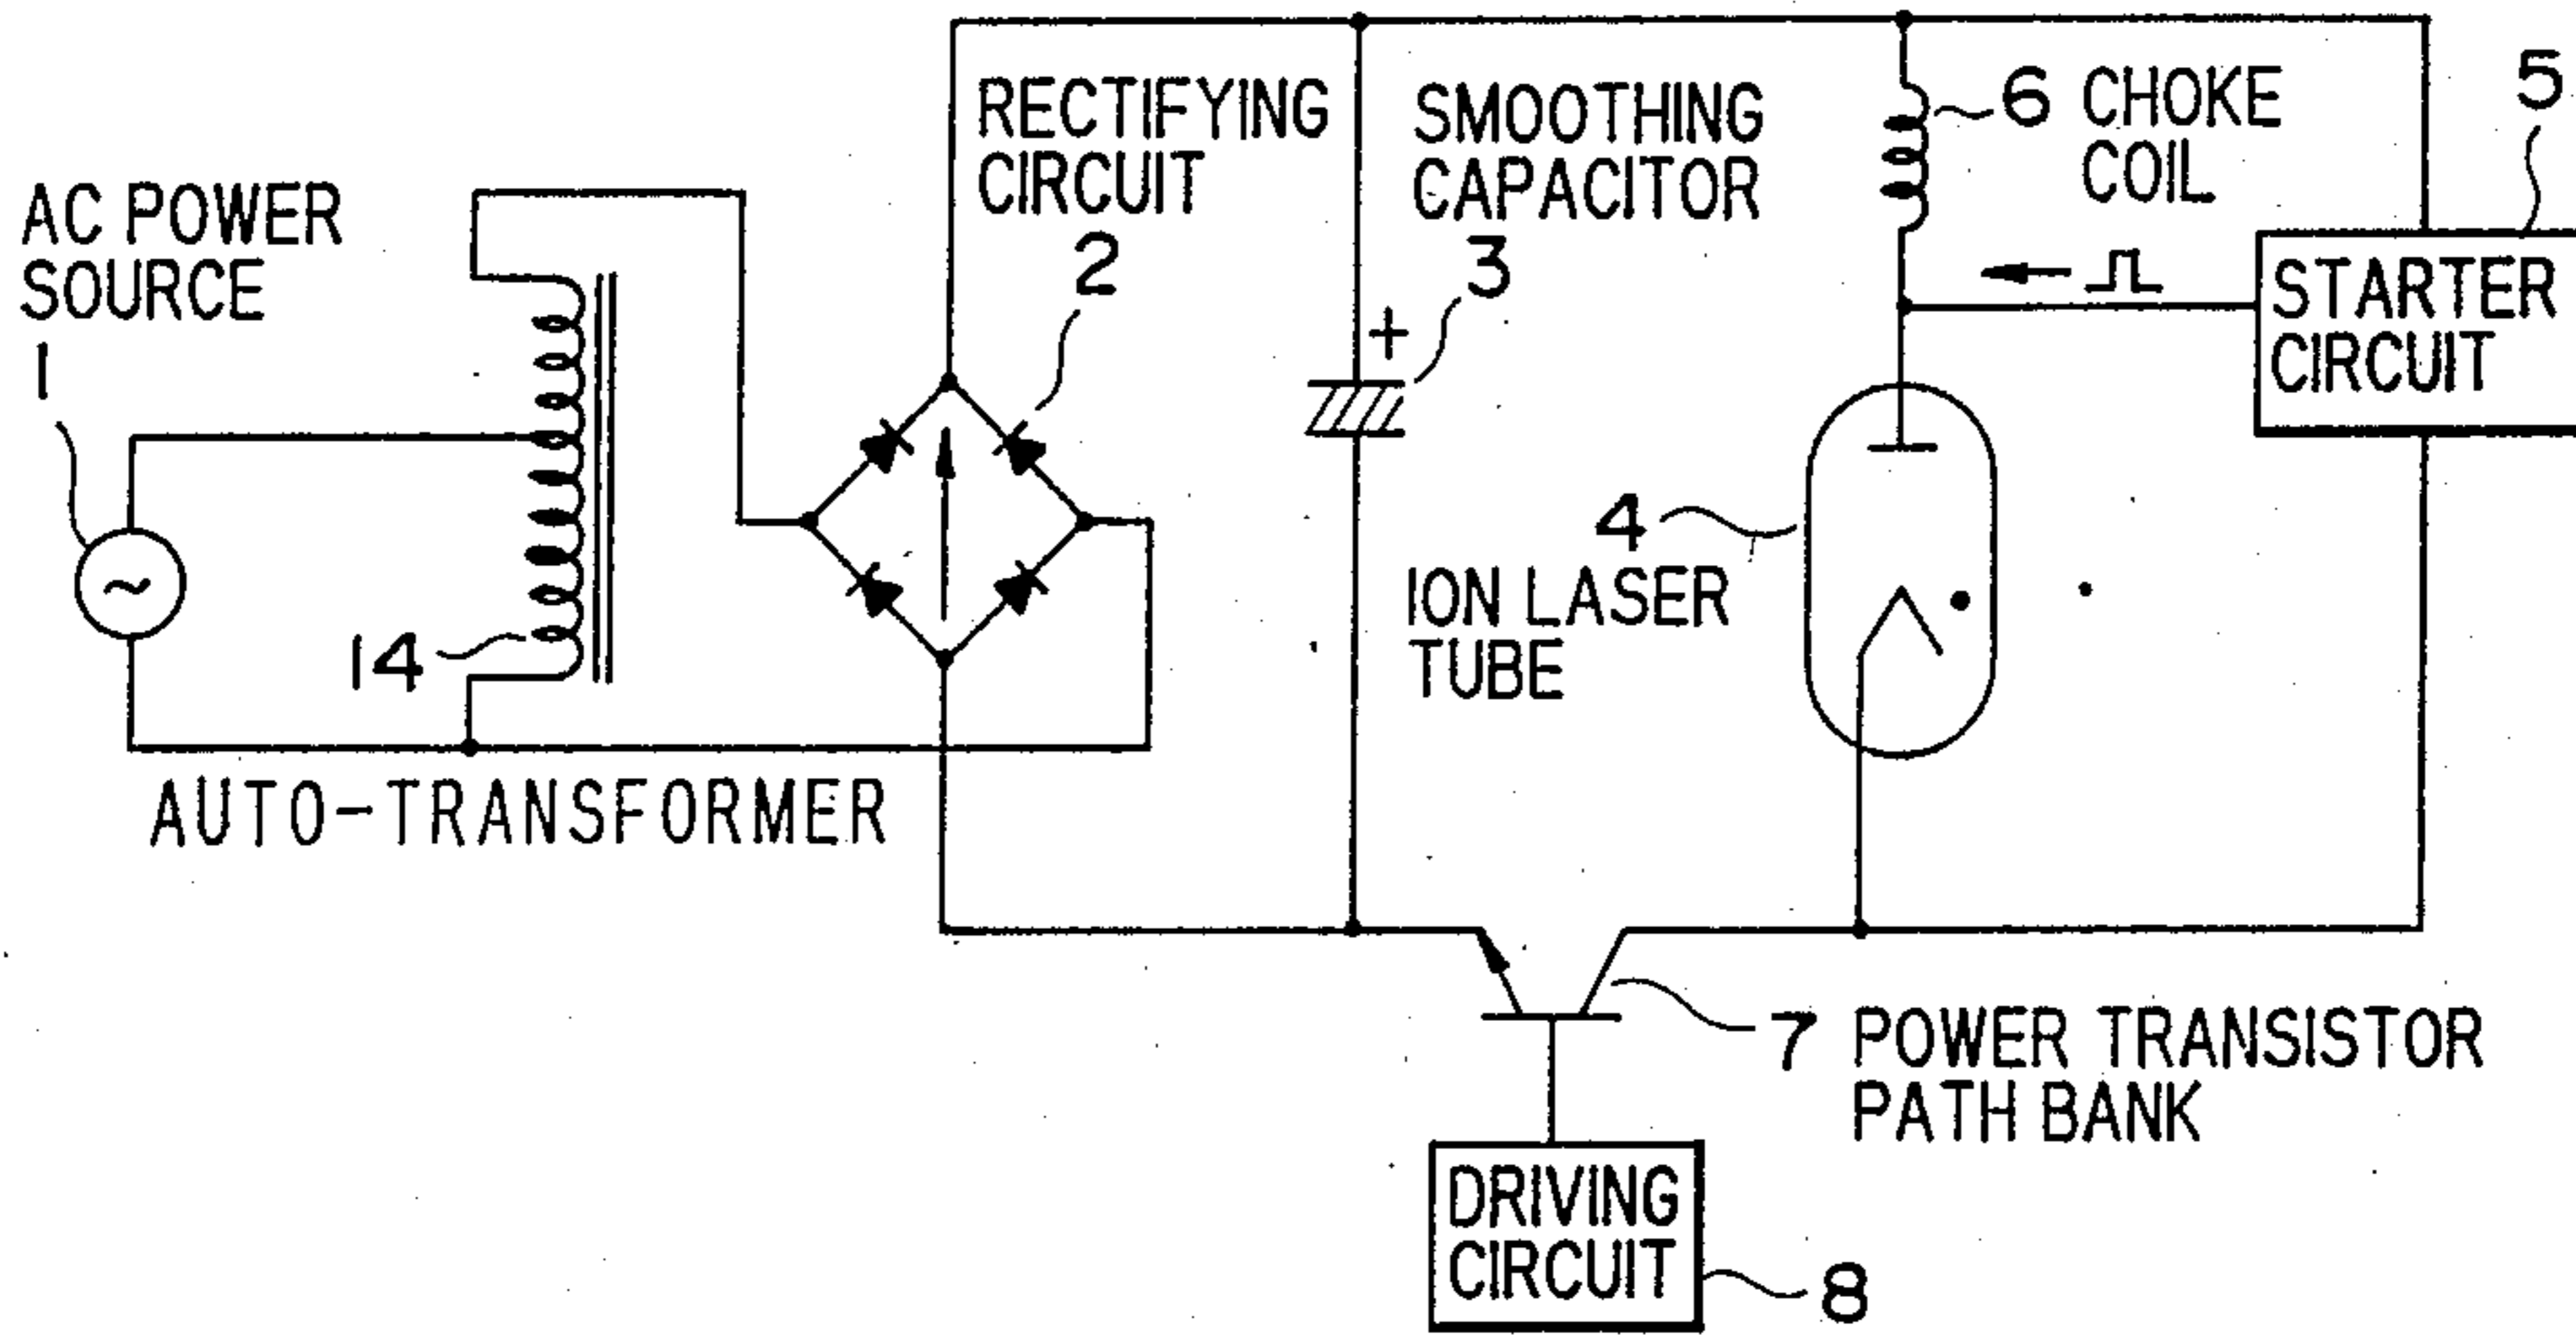 AC POWER
SOURCE
1
RECTIFYING
CIRCUIT
2
SMOOTHING
CAPACITOR
3
+
6 CHOKE
COIL
5
STARTER
CIRCUIT
4
ION LASER
TUBE
14
AUTO-TRANSFORMER
7 POWER TRANSISTOR
PATH BANK
DRIVING
CIRCUIT
8